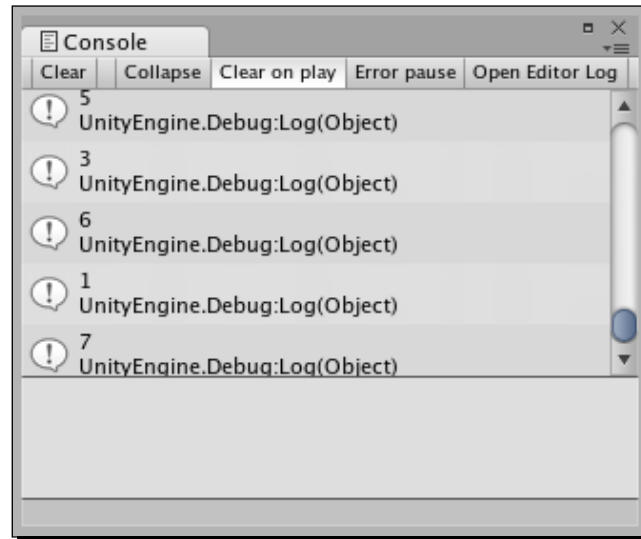 Console
Clear Collapse Clear on play Error pause Open Editor Log
5
UnityEngine.Debug:Log(Object)
3
UnityEngine.Debug:Log(Object)
6
UnityEngine.Debug:Log(Object)
1
UnityEngine.Debug:Log(Object)
7
UnityEngine.Debug:Log(Object)